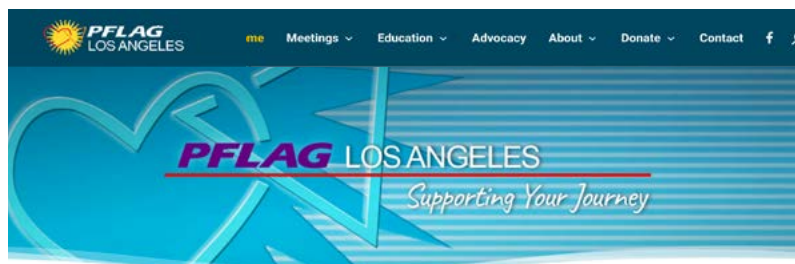 PFLAG
LOS ANGELES
me Meetings Education Advocacy About Donate Contact f
PFLAG LOS ANGELES
Supporting Your Journey